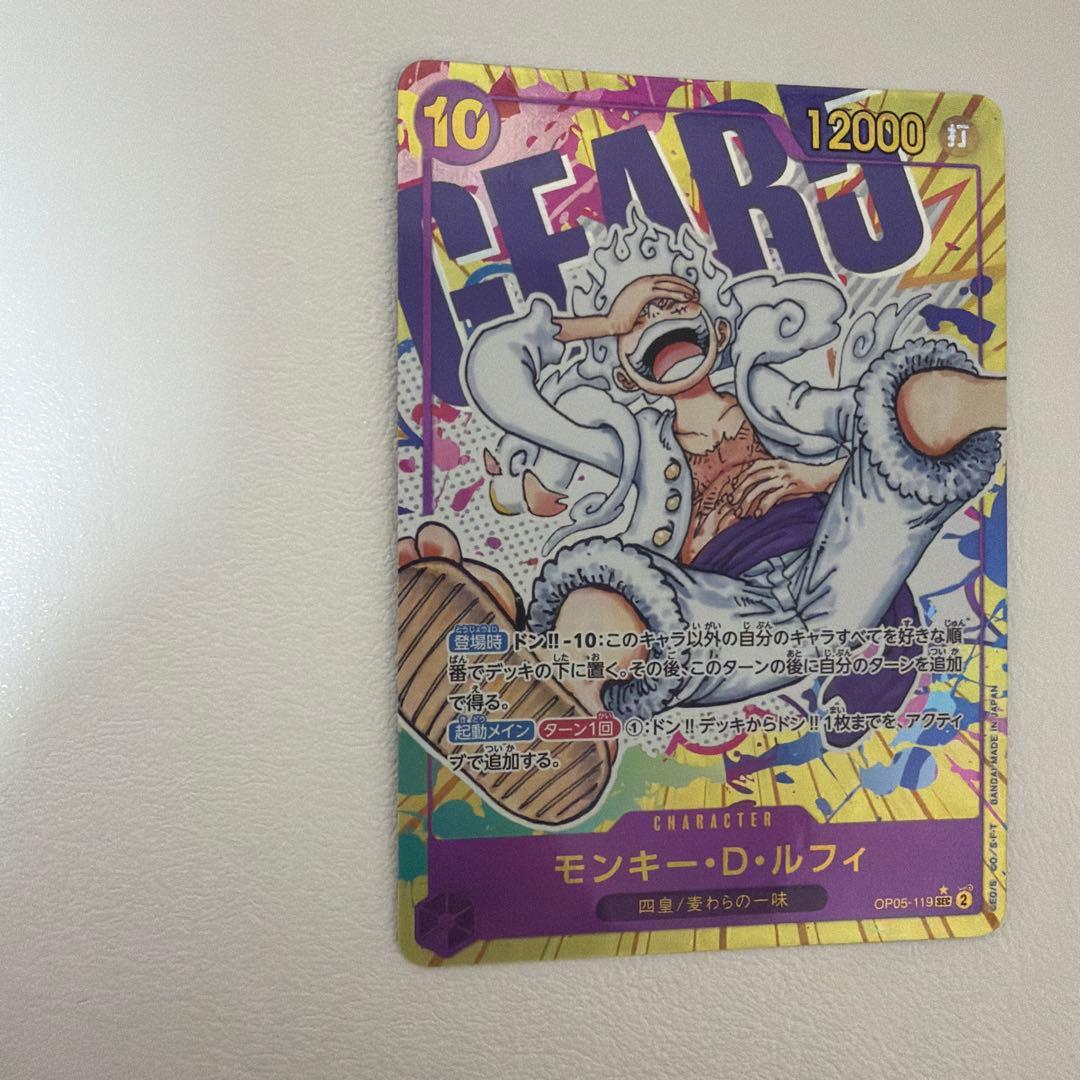 10
12000 打
GEAR5
登場時 ドン!!-10:このキャラ以外の自分のキャラすべてを好きな順
番でデッキの下に置く。その後、このターンの後に自分のターンを追加
で得る。
起動メイン ターン1回 ①:ドン!!デッキからドン!!1枚までを、アクティ
ブで追加する。
CHARACTER
モンキー・D・ルフィ
四皇/麦わらの一味
OP05-119 SEC 2
©E.O/S. ©O/S・F・T BANDAI MADE IN JAPAN